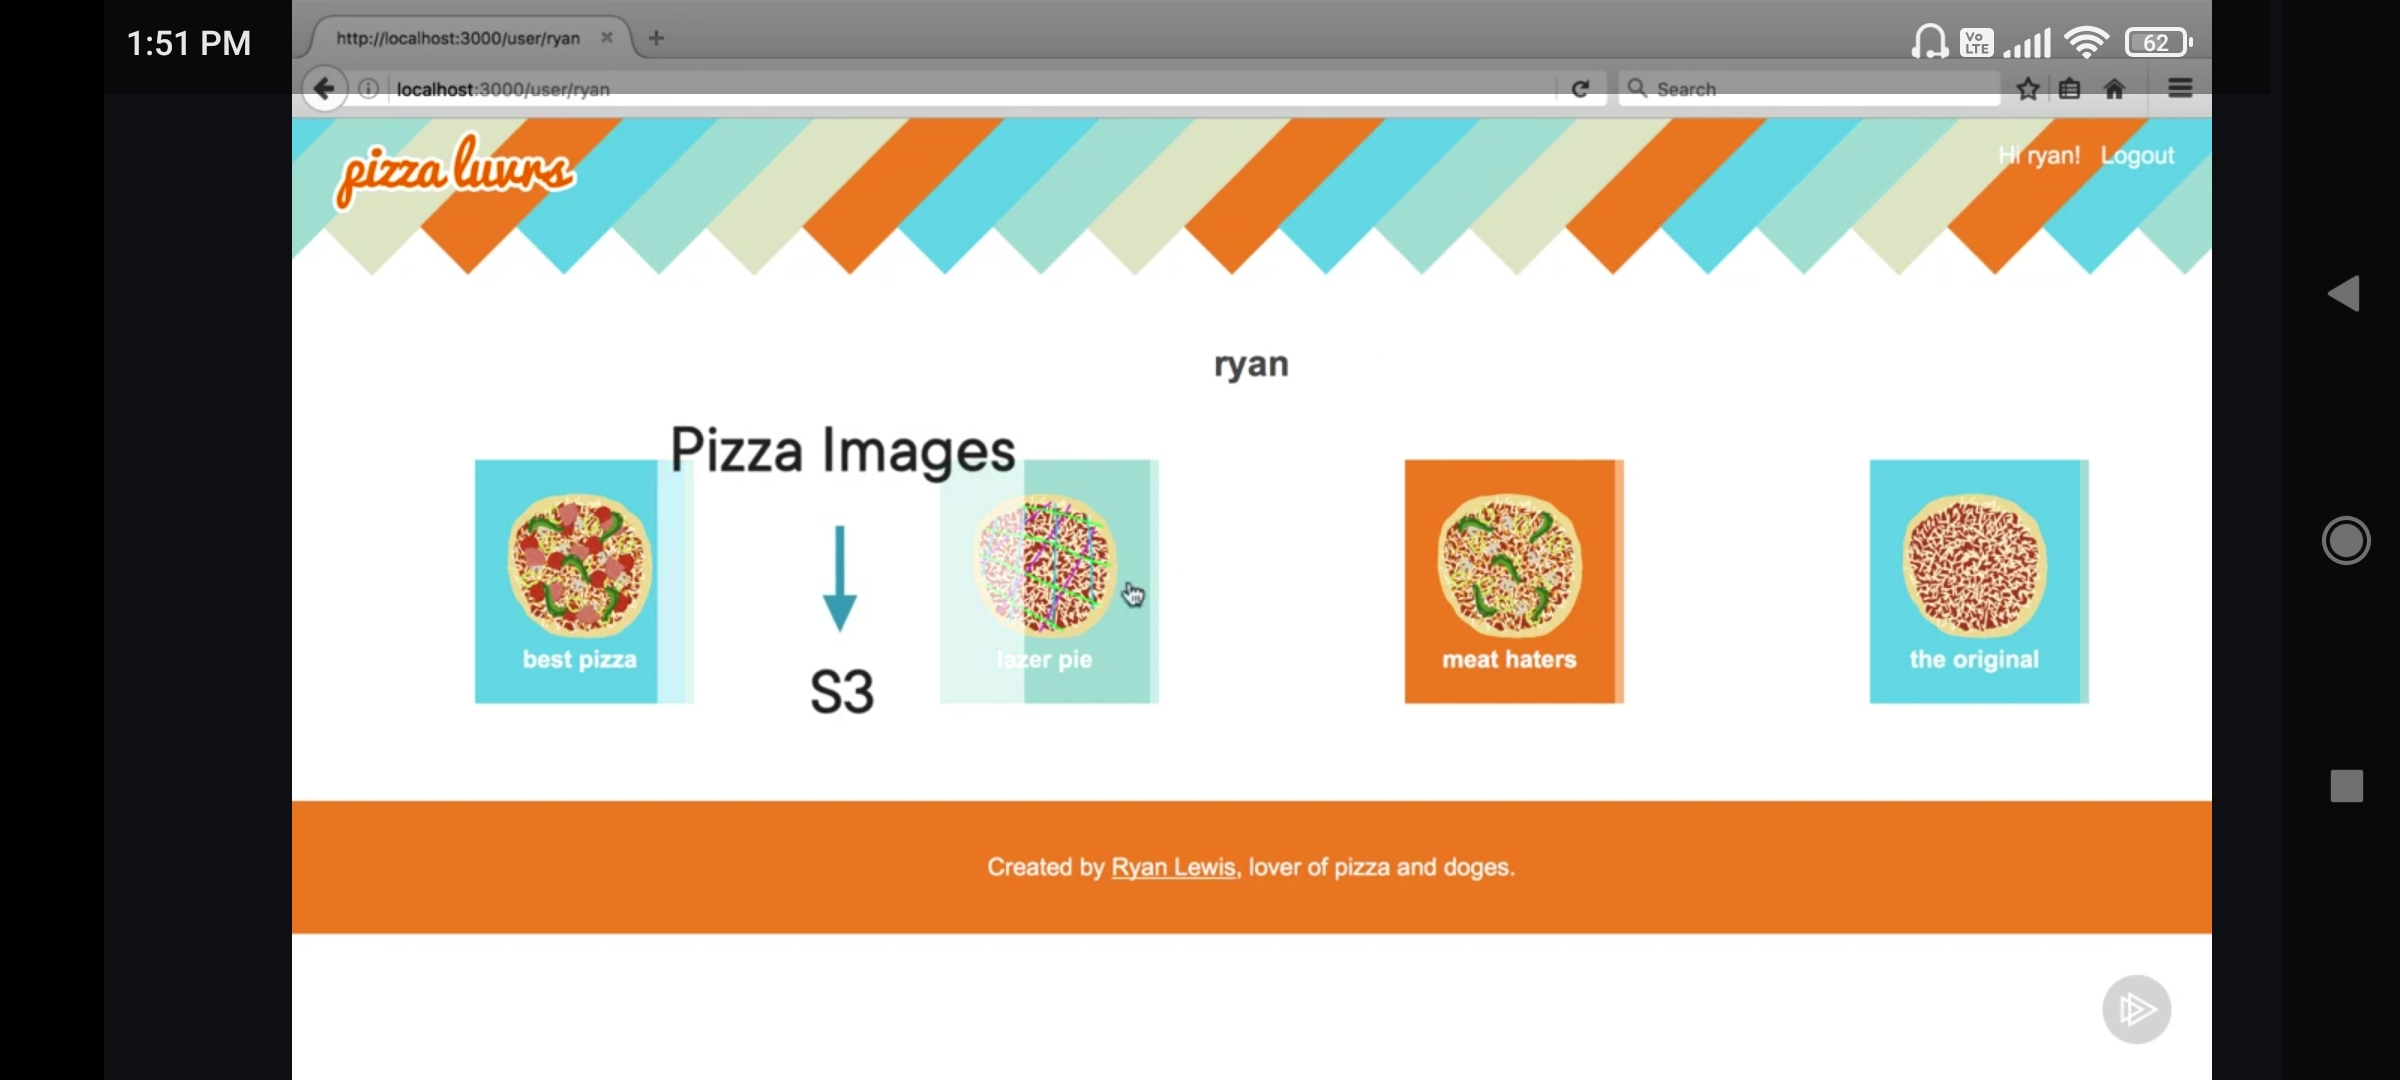 1:51 PM
http://localhost:3000/user/ryan
Vo LTE
62
localhost:3000/user/ryan
Search
pizza luvrs
Hi ryan! Logout
ryan
Pizza Images
S3
best pizza
lazer pie
meat haters
the original
Created by Ryan Lewis, lover of pizza and doges.